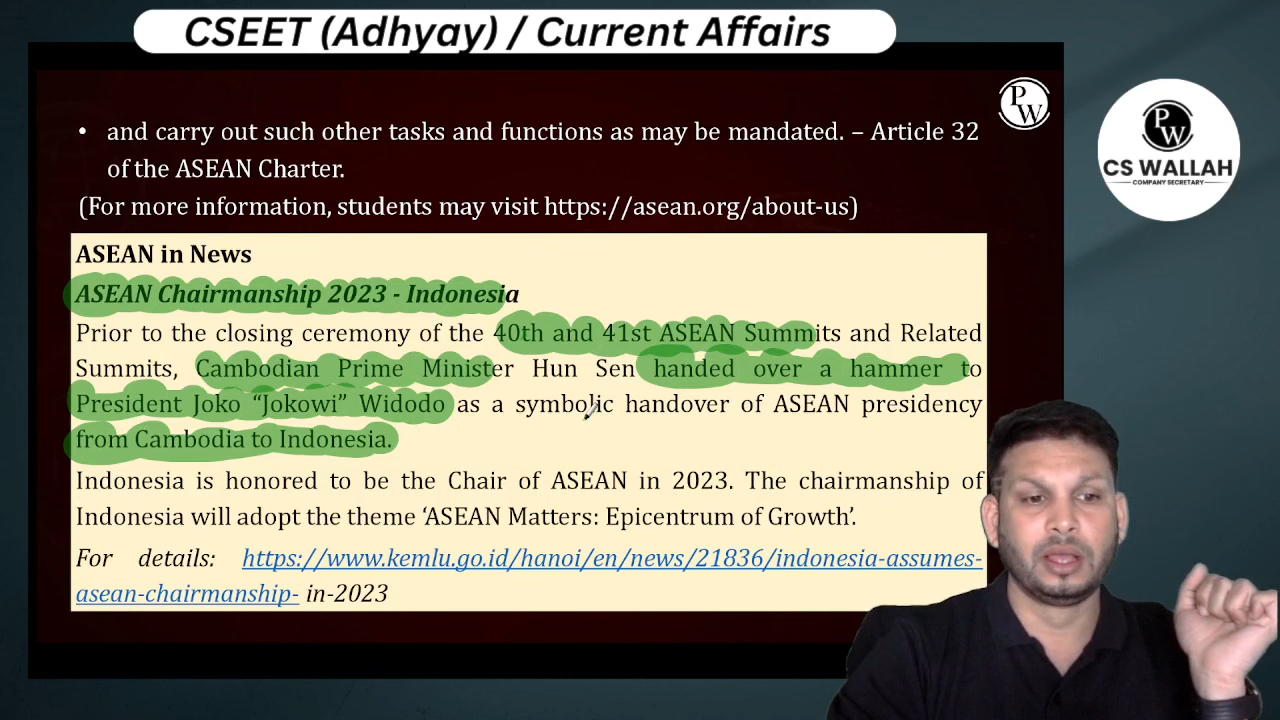 CSEET (Adhyay) / Current Affairs
PW
PW
CS WALLAH
COMPANY SECRETARY
• and carry out such other tasks and functions as may be mandated. – Article 32
of the ASEAN Charter.
(For more information, students may visit https://asean.org/about-us)
ASEAN in News
ASEAN Chairmanship 2023 - Indonesia
Prior to the closing ceremony of the 40th and 41st ASEAN Summits and Related
Summits, Cambodian Prime Minister Hun Sen handed over a hammer to
President Joko “Jokowi” Widodo as a symbolic handover of ASEAN presidency
from Cambodia to Indonesia.
Indonesia is honored to be the Chair of ASEAN in 2023. The chairmanship of
Indonesia will adopt the theme ‘ASEAN Matters: Epicentrum of Growth’.
For details: https://www.kemlu.go.id/hanoi/en/news/21836/indonesia-assumes-
asean-chairmanship- in-2023